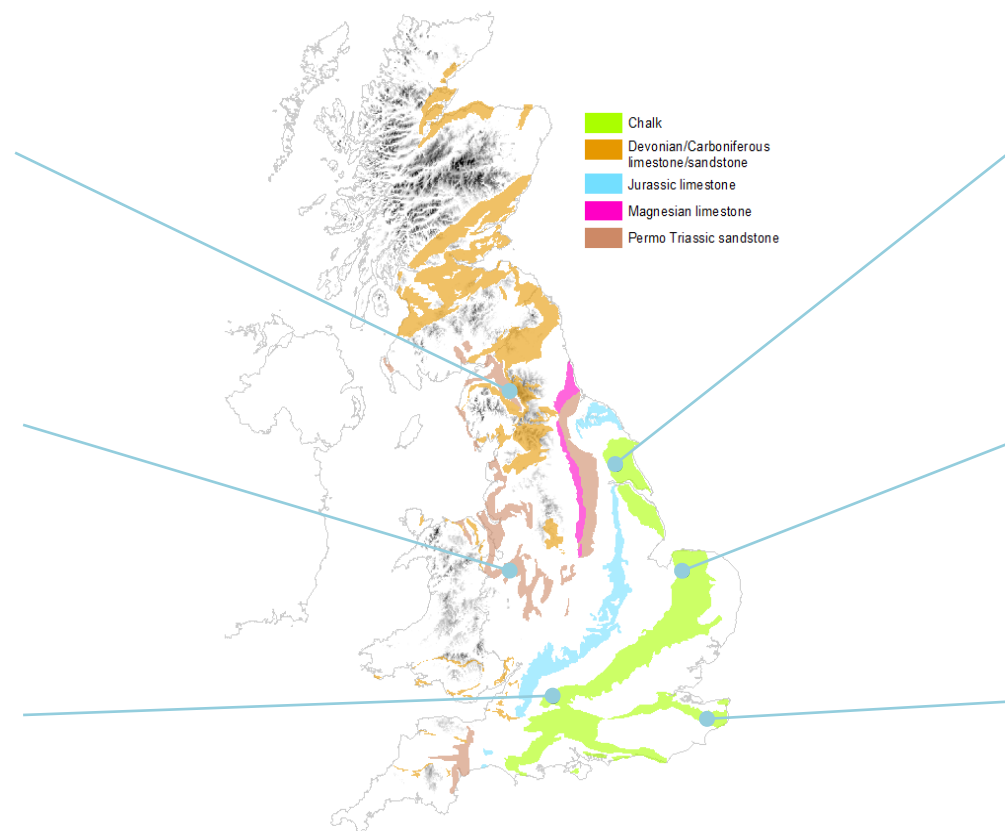 Chalk
Devonian/Carboniferous
limestone/sandstone
Jurassic limestone
Magnesian limestone
Permo Triassic sandstone